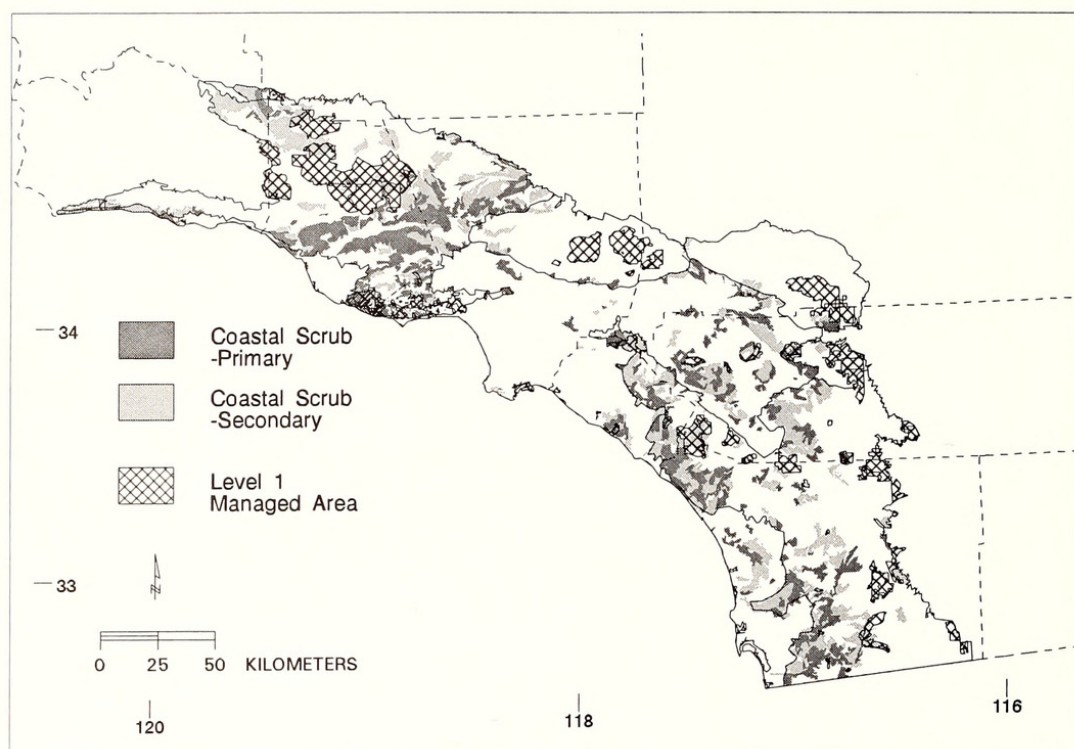 34
Coastal Scrub
-Primary
Coastal Scrub
-Secondary
Level 1
Managed Area
33
N
0 25 50 KILOMETERS
120
118
116